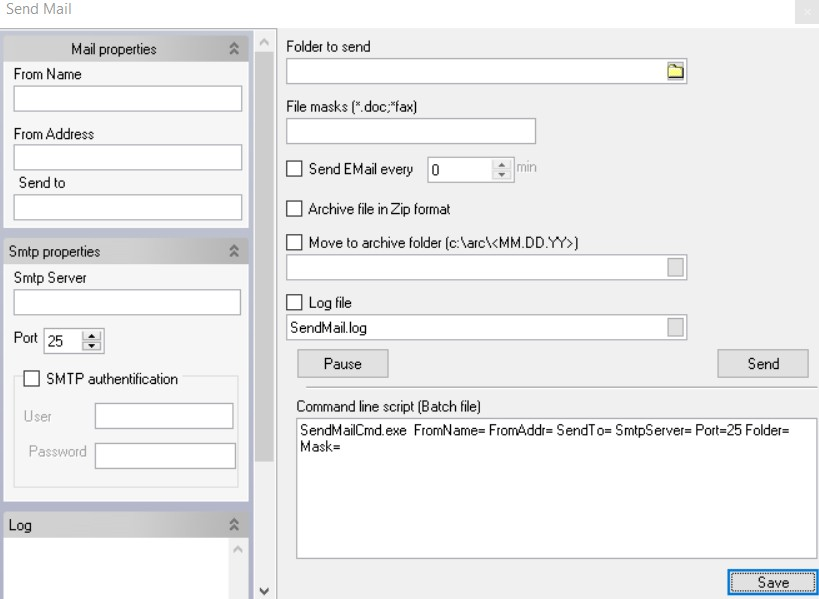 Send Mail
Mail properties
From Name
From Address
Send to
Smtp properties
Smtp Server
Port 25
SMTP authentification
User
Password
Log
Folder to send
File masks (*.doc;*fax)
Send EMail every 0 min
Archive file in Zip format
Move to archive folder (c:\arc\<MM.DD.YY>)
Log file
SendMail.log
Pause Send
Command line script (Batch file)
SendMailCmd.exe  FromName= FromAddr= SendTo= SmtpServer= Port=25 Folder=
Mask=
Save